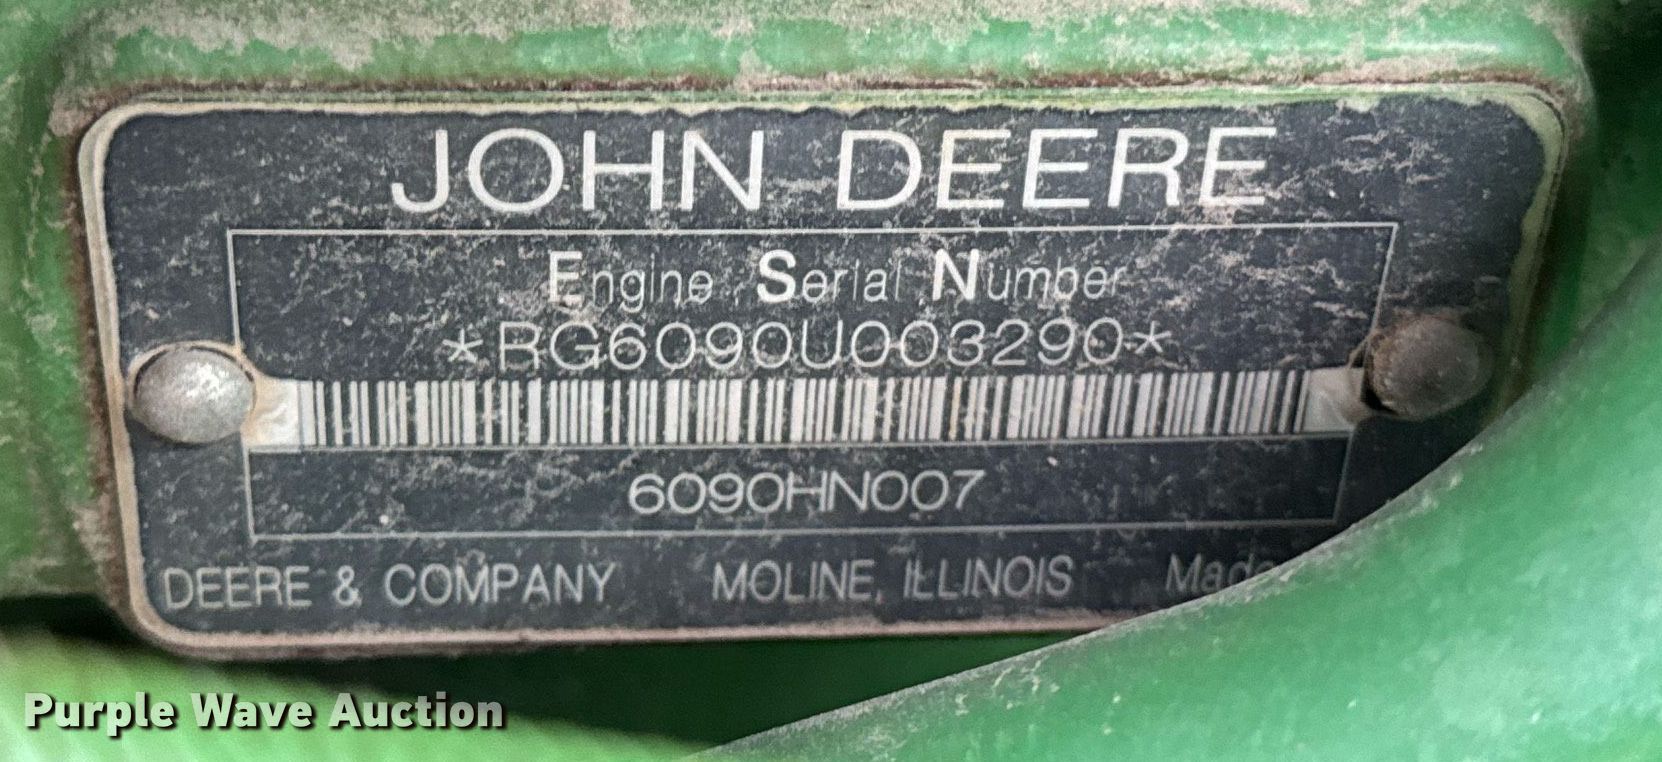 JOHN DEERE
Engine Serial Number
*RG6090U003290*
6090HN007
DEERE & COMPANY MOLINE, ILLINOIS
Purple Wave Auction